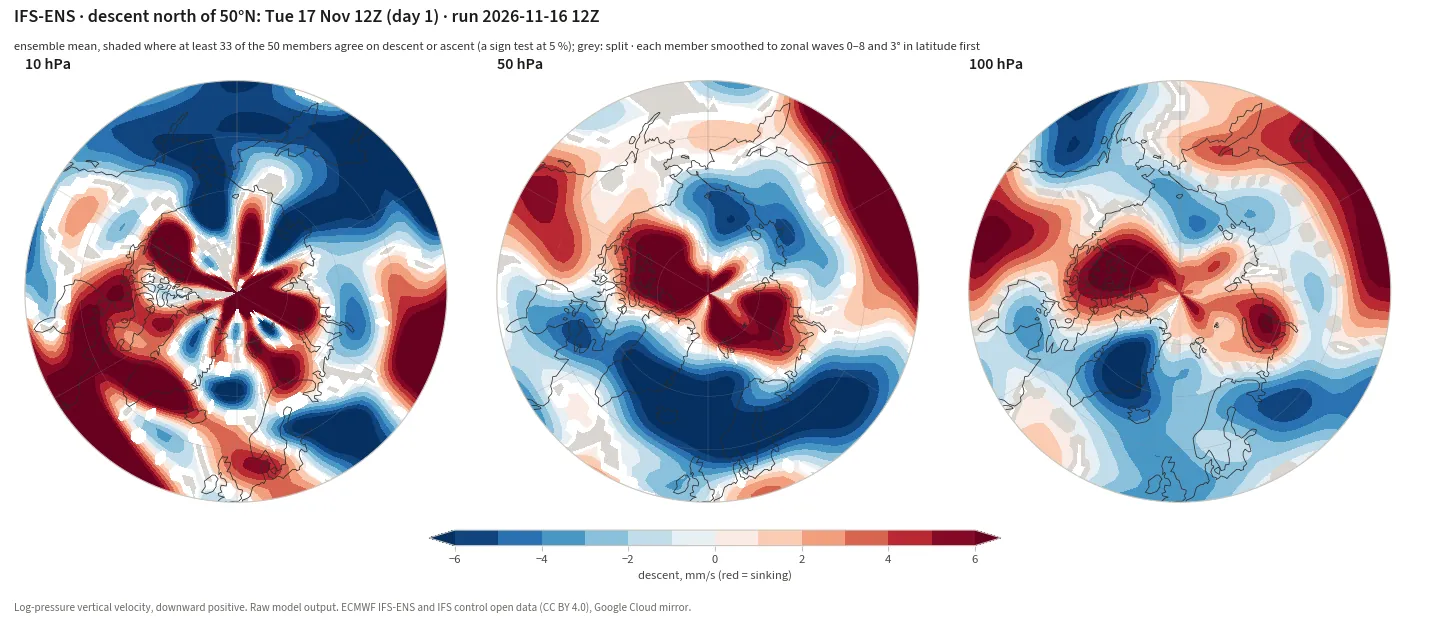 IFS-ENS · descent north of 50°N: Tue 17 Nov 12Z (day 1) · run 2026-11-16 12Z
ensemble mean, shaded where at least 33 of the 50 members agree on descent or ascent (a sign test at 5 %); grey: split · each member smoothed to zonal waves 0–8 and 3° in latitude first
10 hPa
50 hPa
100 hPa
−6 −4 −2 0 2 4 6
descent, mm/s (red = sinking)
Log-pressure vertical velocity, downward positive. Raw model output. ECMWF IFS-ENS and IFS control open data (CC BY 4.0), Google Cloud mirror.